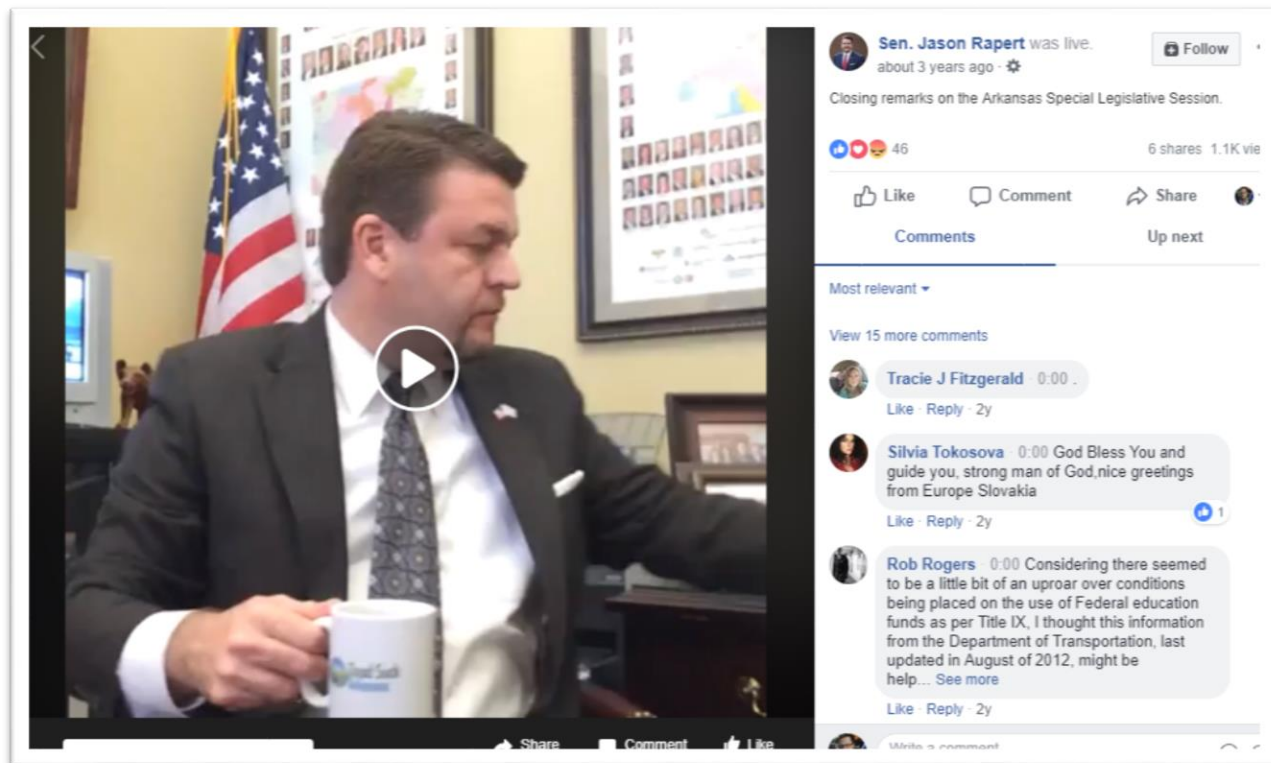 Sen. Jason Rapert was live.
Follow
about 3 years ago ·
Closing remarks on the Arkansas Special Legislative Session.
46
6 shares 1.1K vie
Like Comment Share
Comments Up next
Most relevant
View 15 more comments
Tracie J Fitzgerald · 0:00 .
Like · Reply · 2y
Silvia Tokosova · 0:00 God Bless You and
guide you, strong man of God,nice greetings
from Europe Slovakia
1
Like · Reply · 2y
Rob Rogers · 0:00 Considering there seemed
to be a little bit of an uproar over conditions
being placed on the use of Federal education
funds as per Title IX, I thought this information
from the Department of Transportation, last
updated in August of 2012, might be
help... See more
Like · Reply · 2y
Write a comment
Share Comment Like